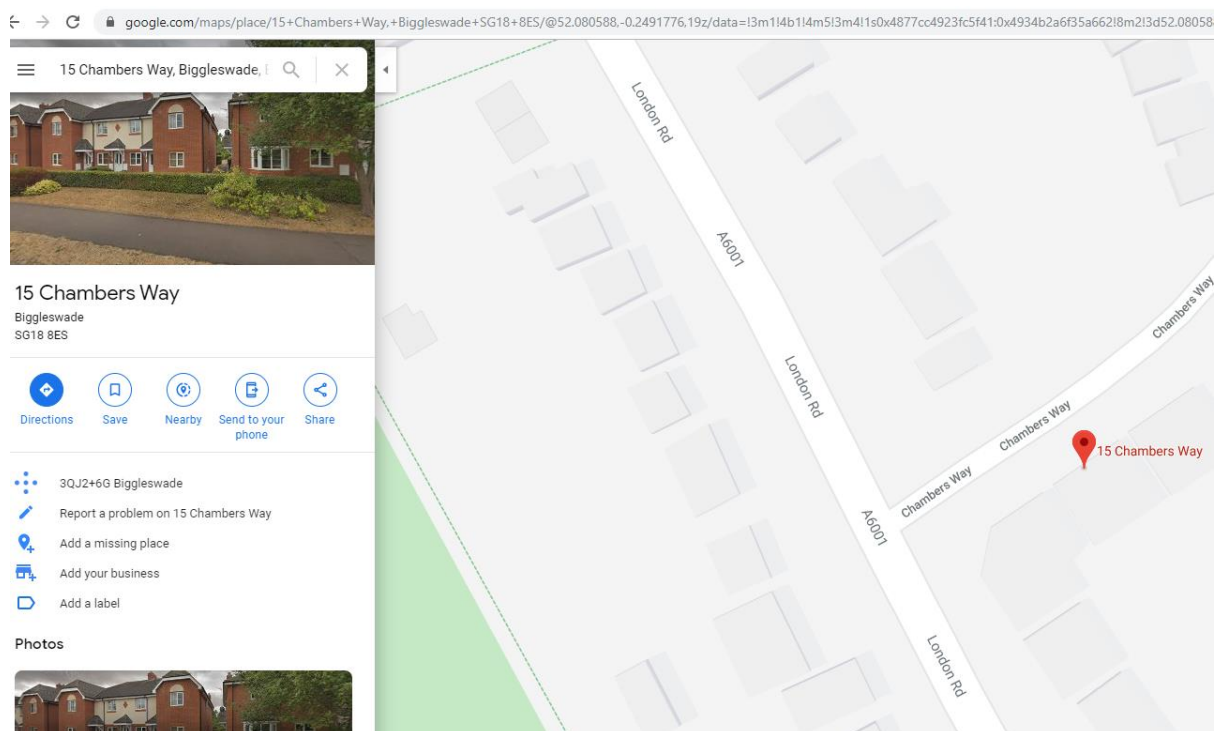 google.com/maps/place/15+Chambers+Way,+Biggleswade+SG18+8ES/@52.080588,-0.2491776,19z/data=!3m1!4b1!4m5!3m4!1s0x4877cc4923fc5f41:0x4934b2a6f35a662!8m2!3d52.08058
15 Chambers Way, Biggleswade,
15 Chambers Way
Biggleswade
SG18 8ES
Directions
Save
Nearby
Send to your
phone
Share
3QJ2+6G Biggleswade
Report a problem on 15 Chambers Way
Add a missing place
Add your business
Add a label
Photos
London Rd
A6001
London Rd
A6001
London Rd
Chambers Way
Chambers Way
Chambers Way
15 Chambers Way